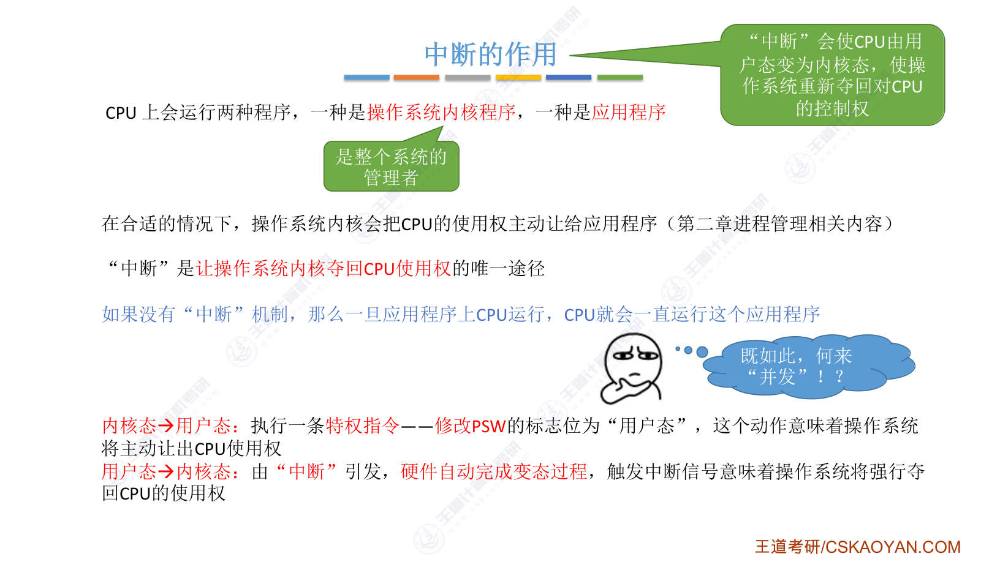 中断的作用
“中断”会使CPU由用
户态变为内核态，使操
作系统重新夺回对CPU
的控制权
CPU 上会运行两种程序，一种是操作系统内核程序，一种是应用程序
是整个系统的
管理者
在合适的情况下，操作系统内核会把CPU的使用权主动让给应用程序（第二章进程管理相关内容）
“中断”是让操作系统内核夺回CPU使用权的唯一途径
如果没有“中断”机制，那么一旦应用程序上CPU运行，CPU就会一直运行这个应用程序
既如此，何来
“并发”！？
内核态→用户态：执行一条特权指令——修改PSW的标志位为“用户态”，这个动作意味着操作系统
将主动让出CPU使用权
用户态→内核态：由“中断”引发，硬件自动完成变态过程，触发中断信号意味着操作系统将强行夺
回CPU的使用权
王道考研/CSKAOYAN.COM